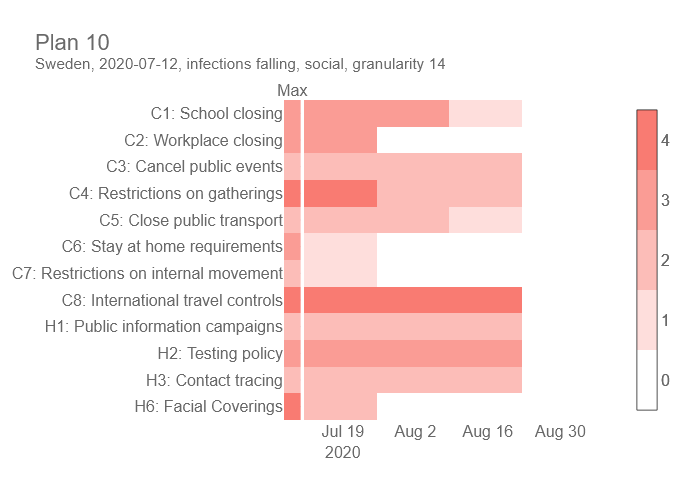 Plan 10
Sweden, 2020-07-12, infections falling, social, granularity 14
Max
C1: School closing
C2: Workplace closing
C3: Cancel public events
C4: Restrictions on gatherings
C5: Close public transport
C6: Stay at home requirements
C7: Restrictions on internal movement
C8: International travel controls
H1: Public information campaigns
H2: Testing policy
H3: Contact tracing
H6: Facial Coverings
Jul 19 Aug 2 Aug 16 Aug 30
2020
4
3
2
1
0